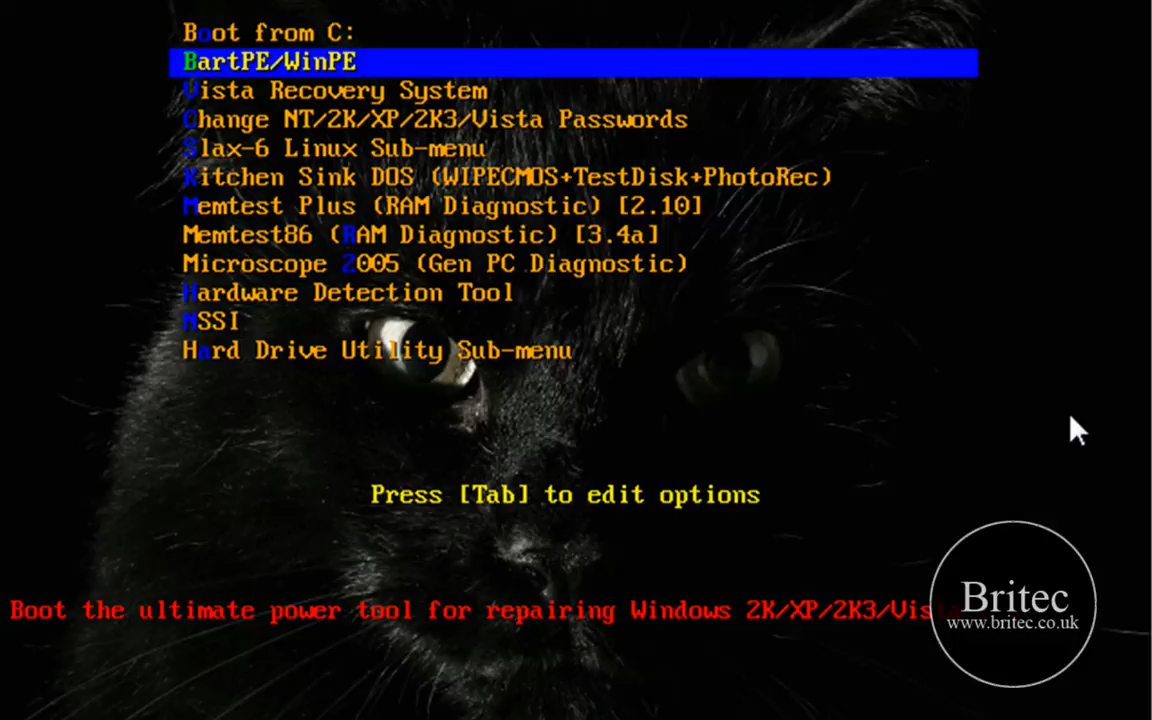 Boot from C:
BartPE/WinPE
Vista Recovery System
Change NT/2K/XP/2K3/Vista Passwords
Slax-6 Linux Sub-menu
Kitchen Sink DOS (WIPECMOS+TestDisk+PhotoRec)
Memtest Plus (RAM Diagnostic) [2.10]
Memtest86 (RAM Diagnostic) [3.4a]
Microscope 2005 (Gen PC Diagnostic)
Hardware Detection Tool
NSSI
Hard Drive Utility Sub-menu
Press [Tab] to edit options
Boot the ultimate power tool for repairing Windows 2K/XP/2K3/Vista
Britec
www.britec.co.uk